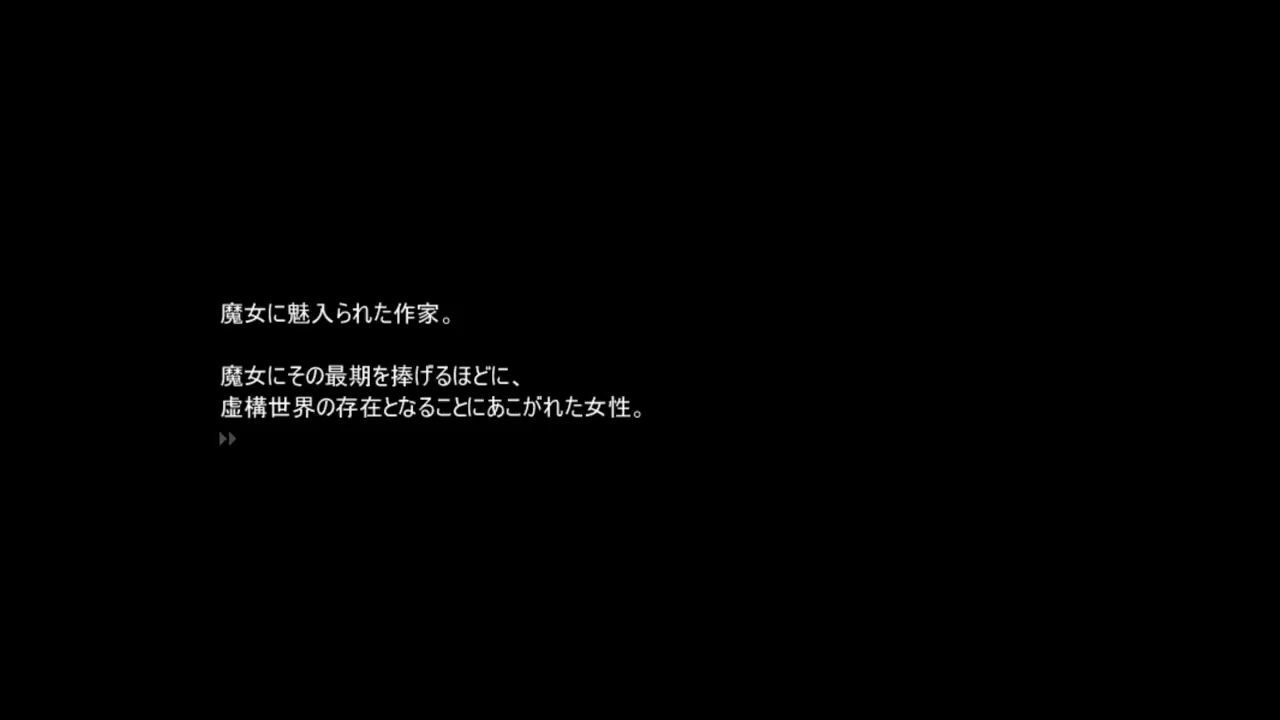 魔女に魅入られた作家。
魔女にその最期を捧げるほどに、
虚構世界の存在となることにあこがれた女性。